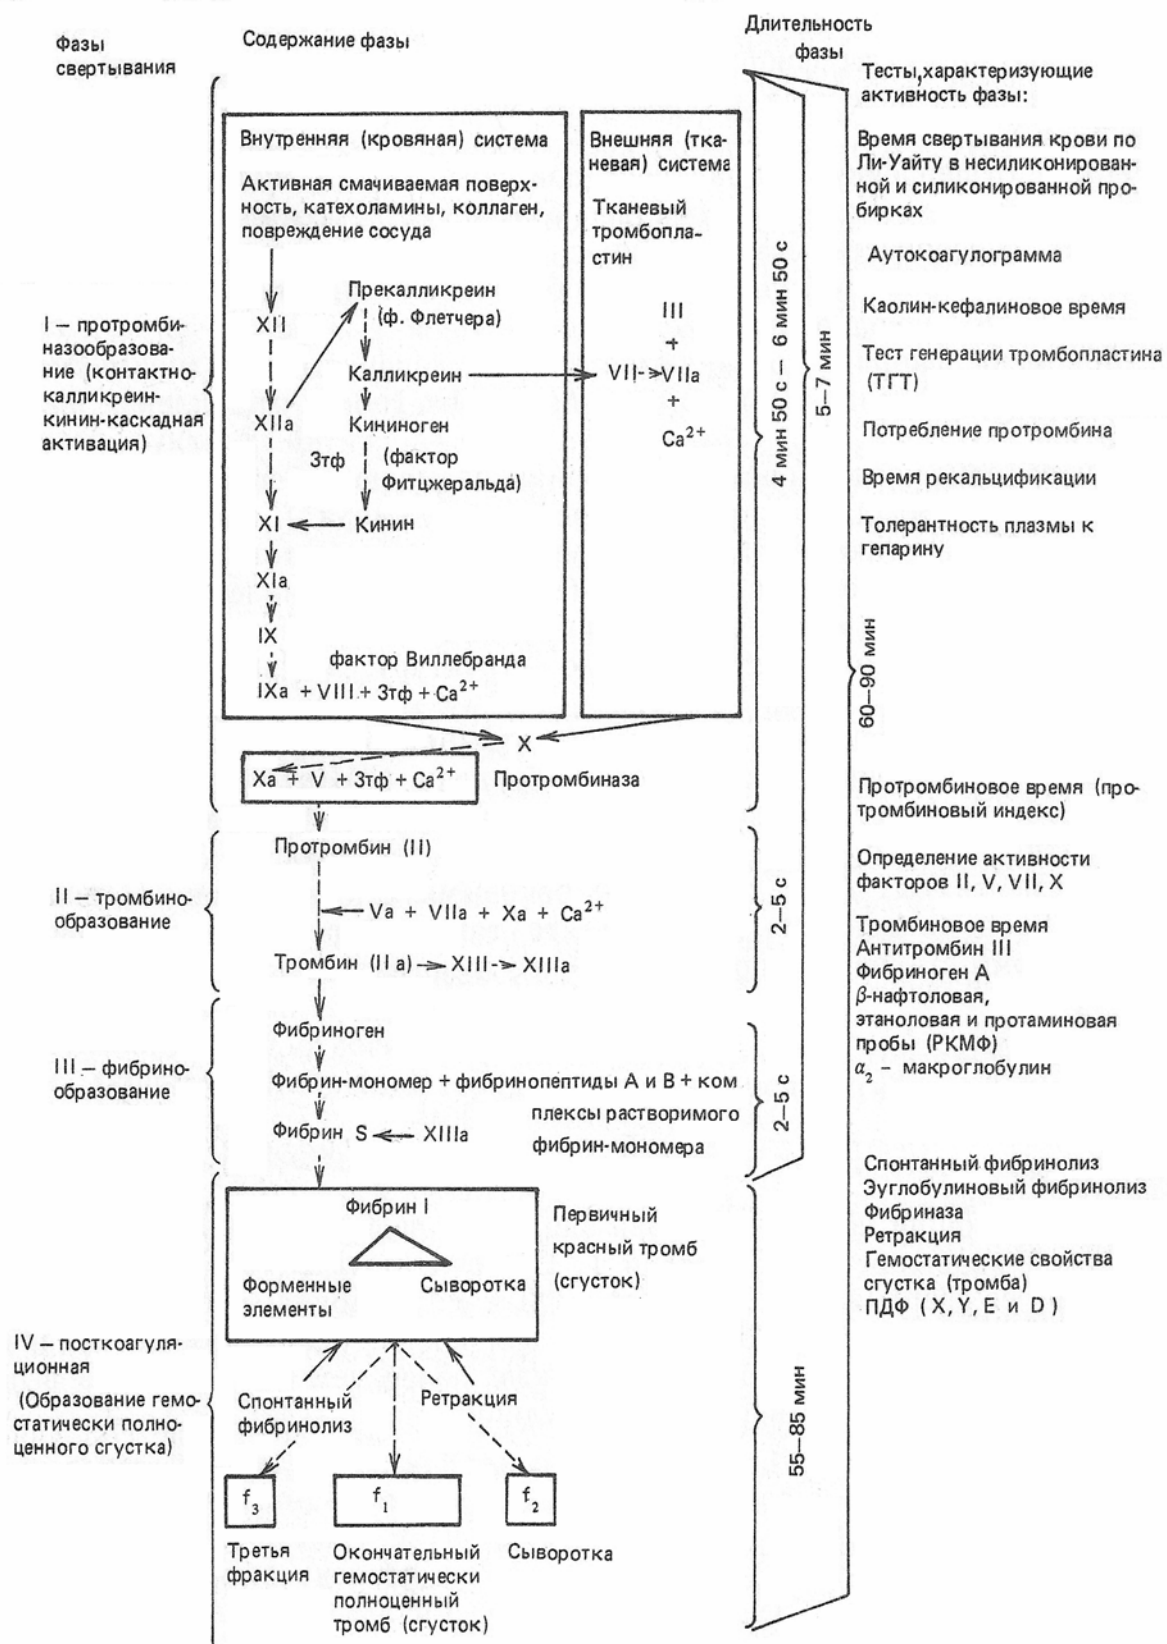 Фазы
свертывания
Содержание фазы
Длительность
фазы
Тесты,характеризующие
активность фазы:
I – протромби-
назообразова-
ние (контактно-
калликреин-
кинин-каскадная
активация)
Внутренняя (кровяная) система
Активная смачиваемая поверх-
ность, катехоламины, коллаген,
повреждение сосуда
XII
Прекалликреин
(ф. Флетчера)
Калликреин
XIIa
Кининоген
3тф
(фактор
Фитцжеральда)
XI
Кинин
XIa
IX
фактор Виллебранда
IXa + VIII + 3тф + Ca²⁺
Внешняя (тка-
невая) система
Тканевый
тромбопла-
стин
III
+
VII VIIa
+
Ca²⁺
X
Xa + V + 3тф + Ca²⁺
Протромбиназа
4 мин 50 с – 6 мин 50 с
5–7 мин
60–90 мин
Время свертывания крови по
Ли-Уайту в несиликонирован-
ной и силиконированной про-
бирках
Аутокоагулограмма
Каолин-кефалиновое время
Тест генерации тромбопластина
(ТГТ)
Потребление протромбина
Время рекальцификации
Толерантность плазмы к
гепарину
II – тромбино-
образование
Протромбин (II)
Va + VIIa + Xa + Ca²⁺
Тромбин (II a) XIII XIIIa
2–5 с
Протромбиновое время (про-
тромбиновый индекс)
Определение активности
факторов II, V, VII, X
Тромбиновое время
Антитромбин III
Фибриноген А
β-нафтоловая,
этаноловая и протаминовая
пробы (РКМФ)
α₂ – макроглобулин
III – фибрино-
образование
Фибриноген
Фибрин-мономер + фибринопептиды А и В + ком
плексы растворимого
фибрин-мономера
Фибрин S XIIIa
2–5 с
IV – посткоагуля-
ционная
(Образование гемо-
статически полно-
ценного сгустка)
Фибрин I
Форменные
элементы
Сыворотка
Первичный
красный тромб
(сгусток)
Спонтанный
фибринолиз
Ретракция
f₃
f₁
f₂
Третья
фракция
Окончательный
гемостатически
полноценный
тромб (сгусток)
Сыворотка
55–85 мин
Спонтанный фибринолиз
Эуглобулиновый фибринолиз
Фибриназа
Ретракция
Гемостатические свойства
сгустка (тромба)
ПДФ (X, Y, E и D)